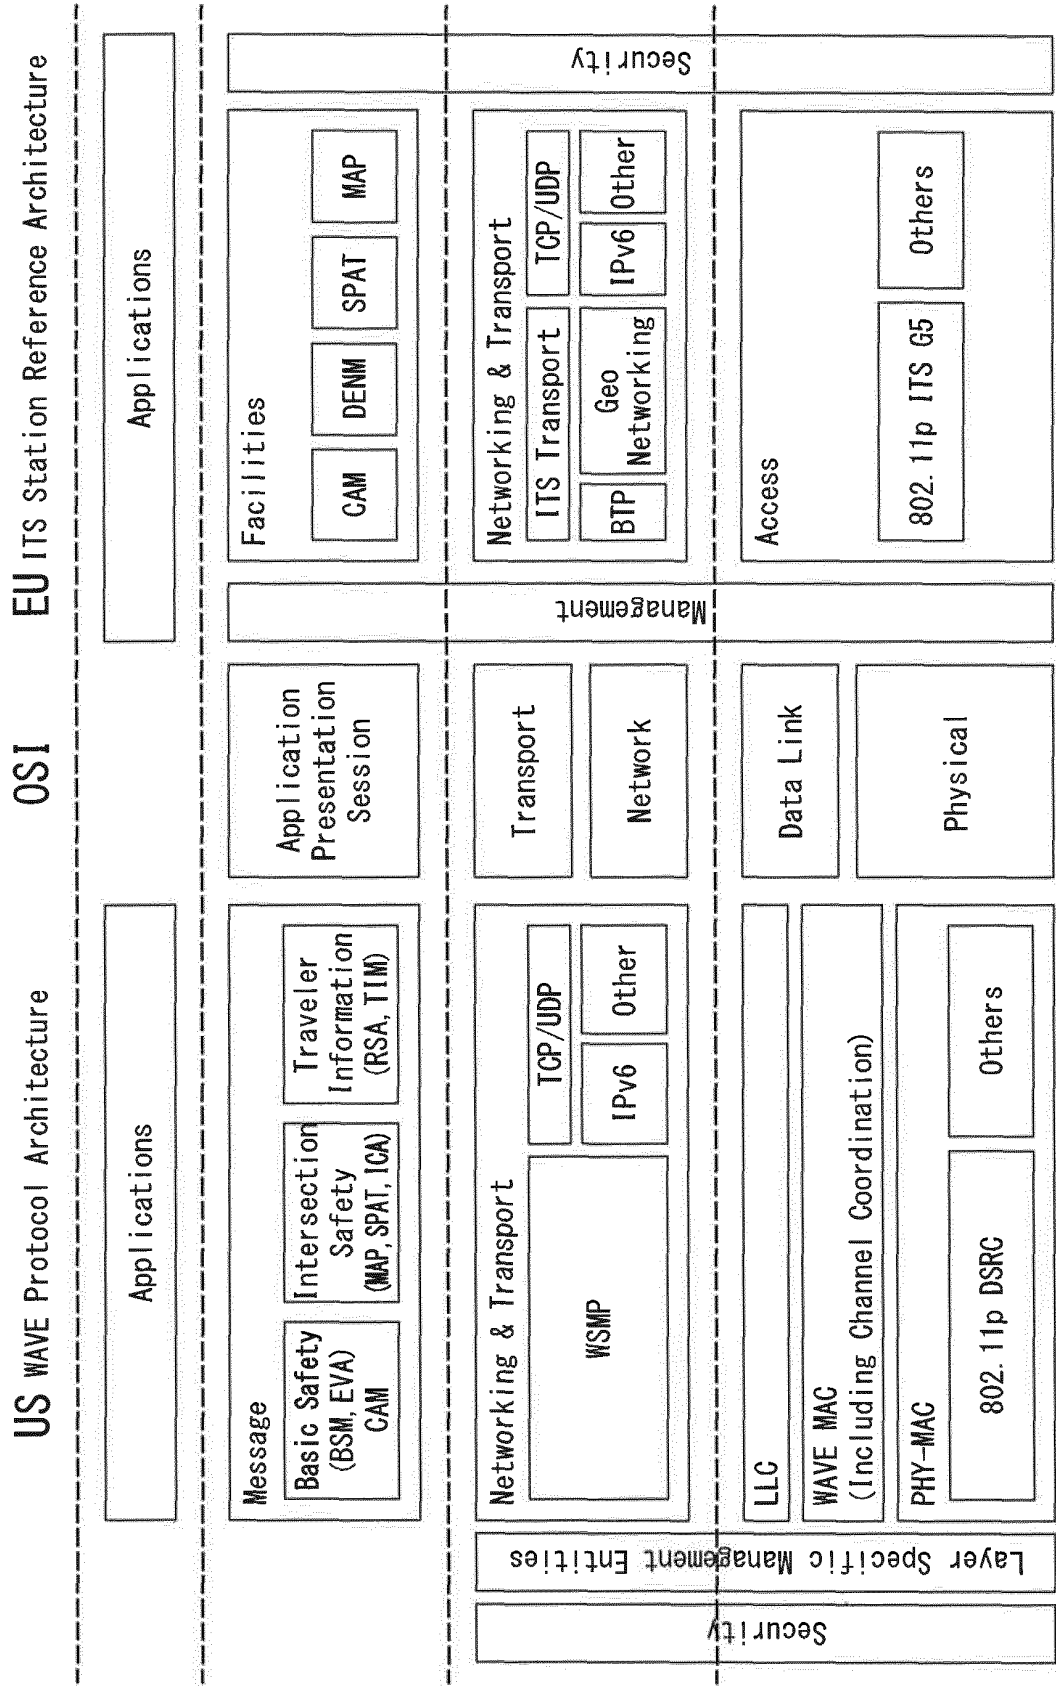 US WAVE Protocol Architecture
OSI
EU ITS Station Reference Architecture
Applications
Applications
Message
Basic Safety
(BSM, EVA)
CAM
Intersection
Safety
(MAP, SPAT, ICA)
Traveler
Information
(RSA, TIM)
Application
Presentation
Session
Facilities
CAM
DENM
SPAT
MAP
Networking & Transport
WSMP
TCP/UDP
IPv6
Other
Transport
Network
Networking & Transport
ITS Transport
TCP/UDP
BTP
Geo
Networking
IPv6
Other
LLC
WAVE MAC
(Including Channel Coordination)
PHY-MAC
802.11p DSRC
Others
Data Link
Physical
Access
802.11p ITS G5
Others
Security
Layer Specific Management Entities
Management
Security